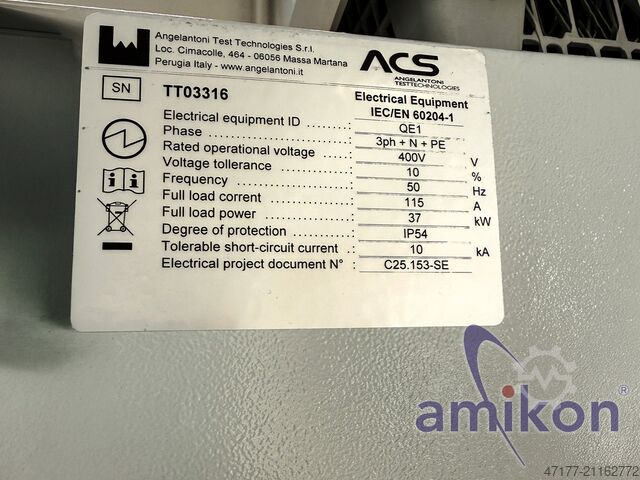 Angelantoni Test Technologies S.r.l.
Loc. Cimacolle, 464 - 06056 Massa Martana
Perugia Italy - www.angelantoni.it
ACS
ANGELANTONI
TESTTECHNOLOGIES
SN TT03316
Electrical Equipment
IEC/EN 60204-1
Electrical equipment ID ........: QE1
Phase ........: 3ph + N + PE
Rated operational voltage ........: 400V V
Voltage tollerance ........: 10 %
Frequency ........: 50 Hz
Full load corrent ........: 115 A
Full load power ........: 37 kW
Degree of protection ........: IP54
Tolerable short-circuit current .: 10 kA
Electrical project document N° : C25.153-SE
amikon®
47177-21162772